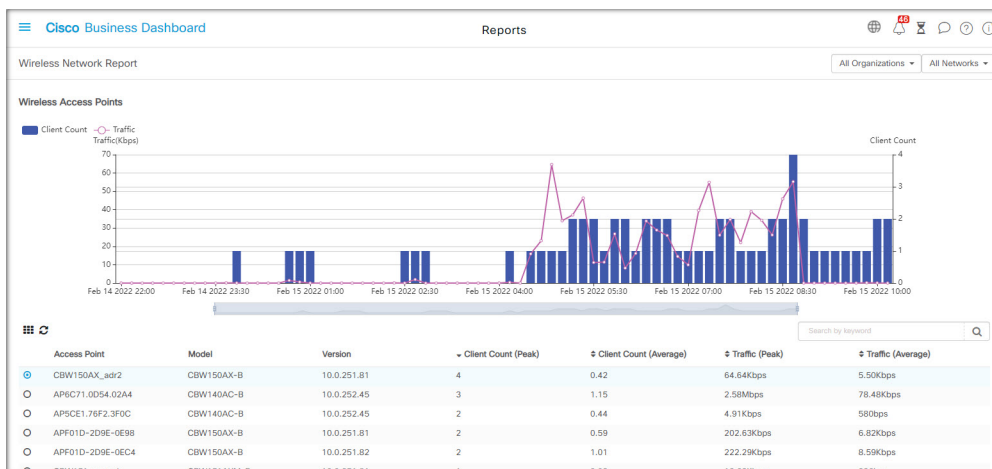 Cisco Business Dashboard
Reports
46
Wireless Network Report
All Organizations
All Networks
Wireless Access Points
Client Count
Traffic
Traffic(Kbps)
Client Count
70
60
50
40
30
20
10
0
4
3
2
1
0
Feb 14 2022 22:00 Feb 14 2022 23:30 Feb 15 2022 01:00 Feb 15 2022 02:30 Feb 15 2022 04:00 Feb 15 2022 05:30 Feb 15 2022 07:00 Feb 15 2022 08:30 Feb 15 2022 10:00
Search by keyword
Access Point Model Version Client Count (Peak) Client Count (Average) Traffic (Peak) Traffic (Average)
CBW150AX_adr2 CBW150AX-B 10.0.251.81 4 0.42 64.64Kbps 5.50Kbps
AP6C71.0D54.02A4 CBW140AC-B 10.0.252.45 3 1.15 2.58Mbps 78.48Kbps
AP5CE1.76F2.3F0C CBW140AC-B 10.0.252.45 2 0.44 4.91Kbps 580bps
APF01D-2D9E-0E98 CBW150AX-B 10.0.251.81 2 0.59 202.63Kbps 6.82Kbps
APF01D-2D9E-0EC4 CBW150AX-B 10.0.251.82 2 1.01 222.29Kbps 8.59Kbps